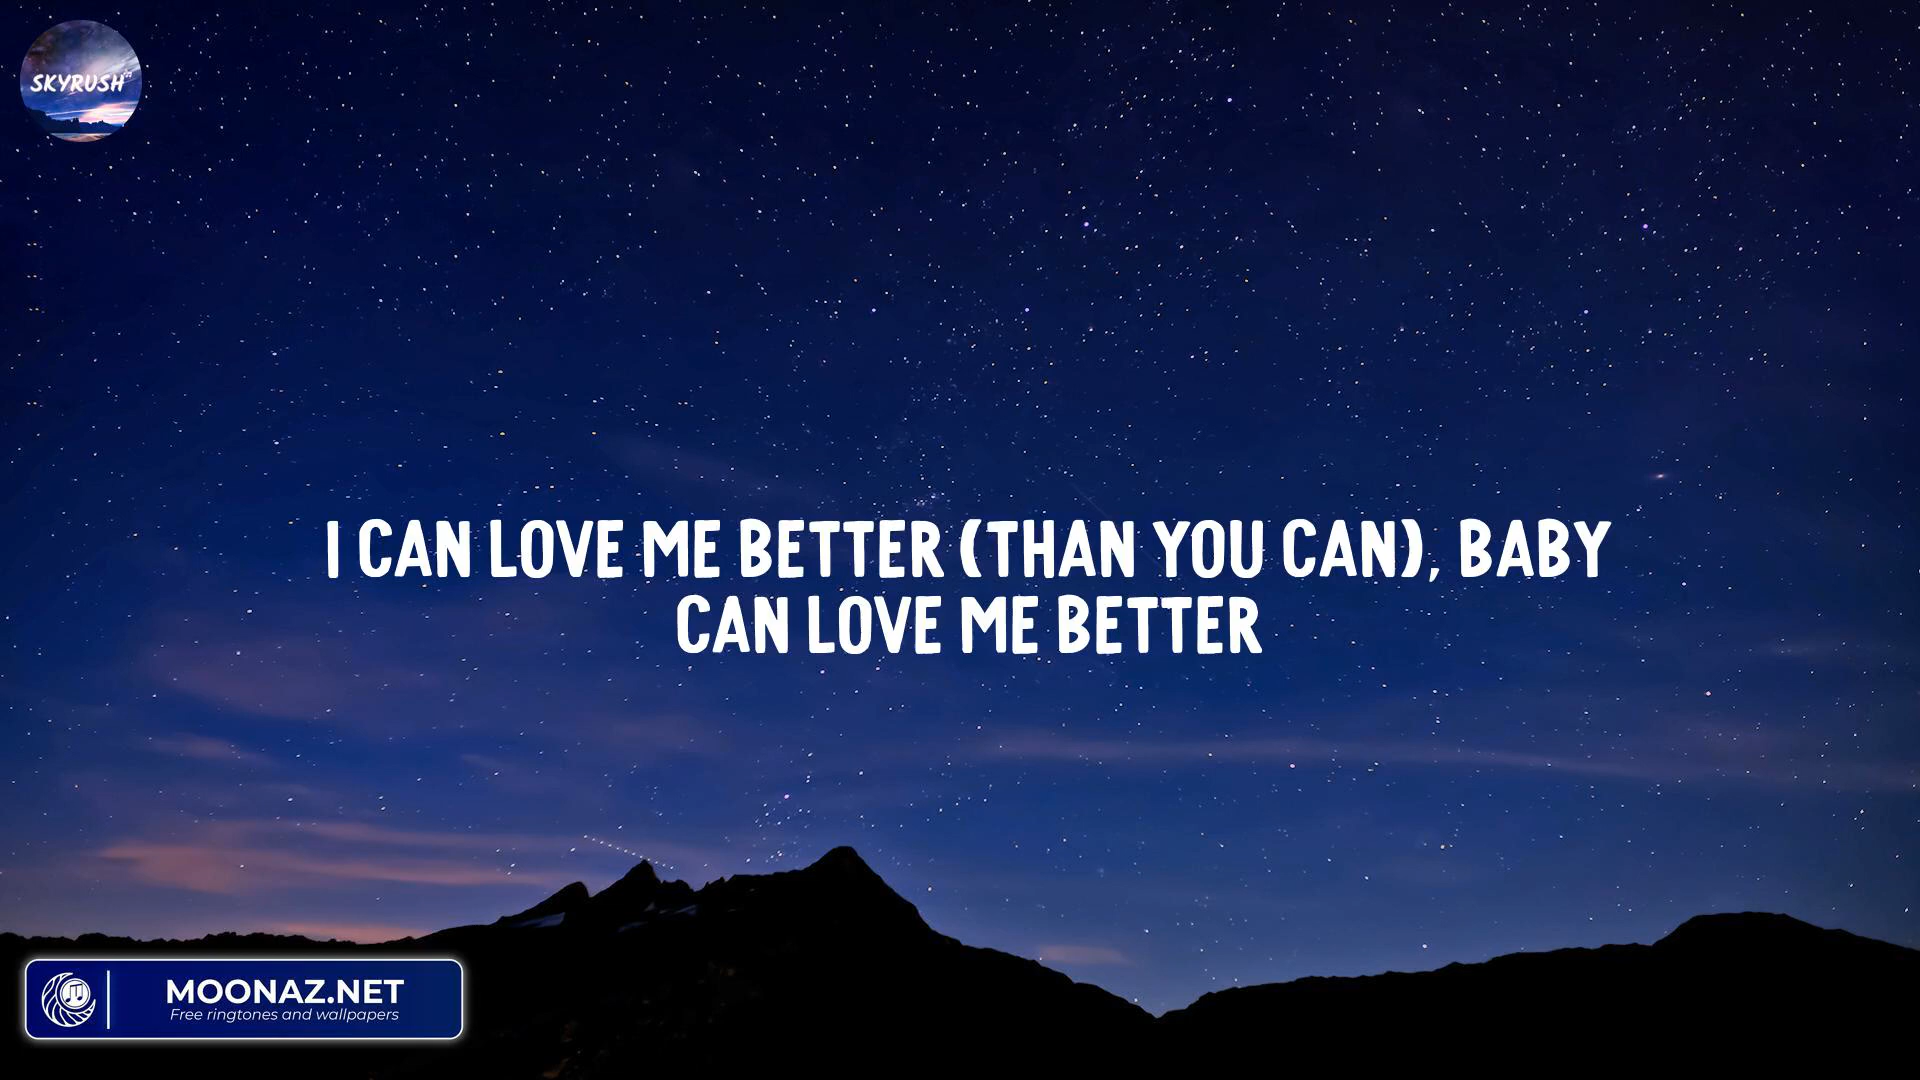 SKYRUSH
I CAN LOVE ME BETTER (THAN YOU CAN), BABY
CAN LOVE ME BETTER
MOONAZ.NET
Free ringtones and wallpapers